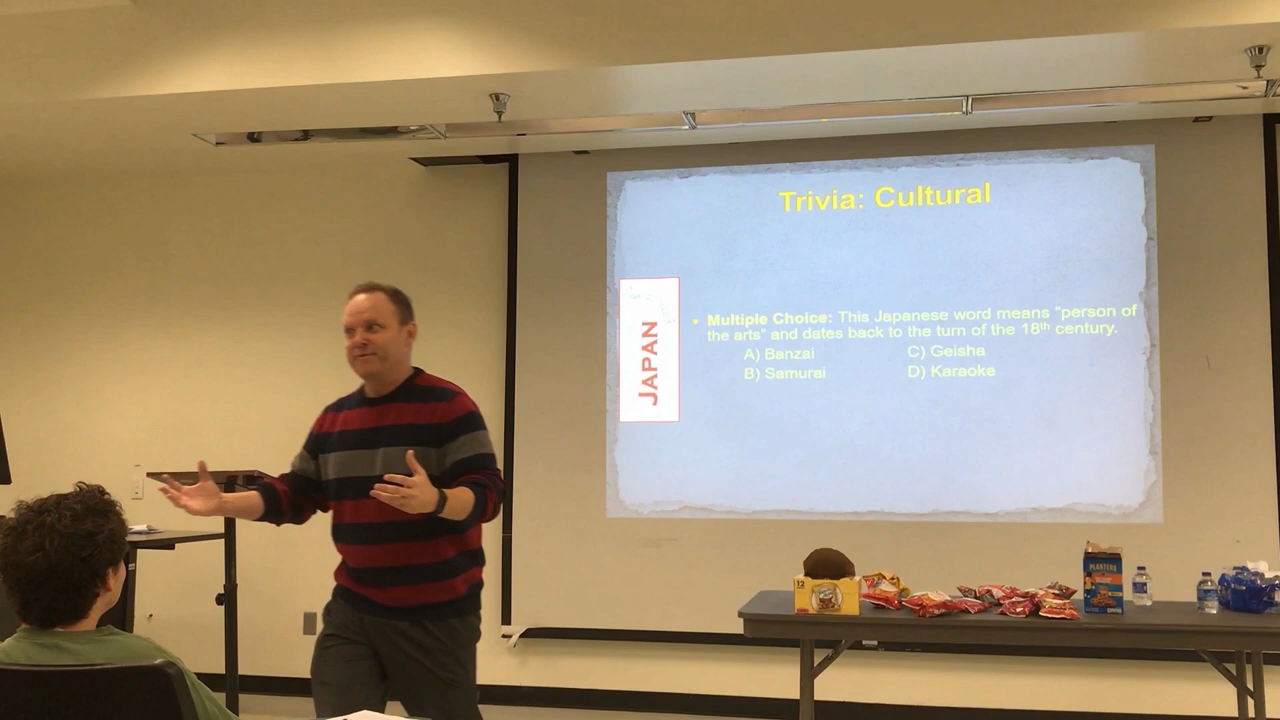 Trivia: Cultural
JAPAN
• Multiple Choice: This Japanese word means "person of
the arts" and dates back to the turn of the 18th century.
A) Banzai C) Geisha
B) Samurai D) Karaoke
PLANTERS
12